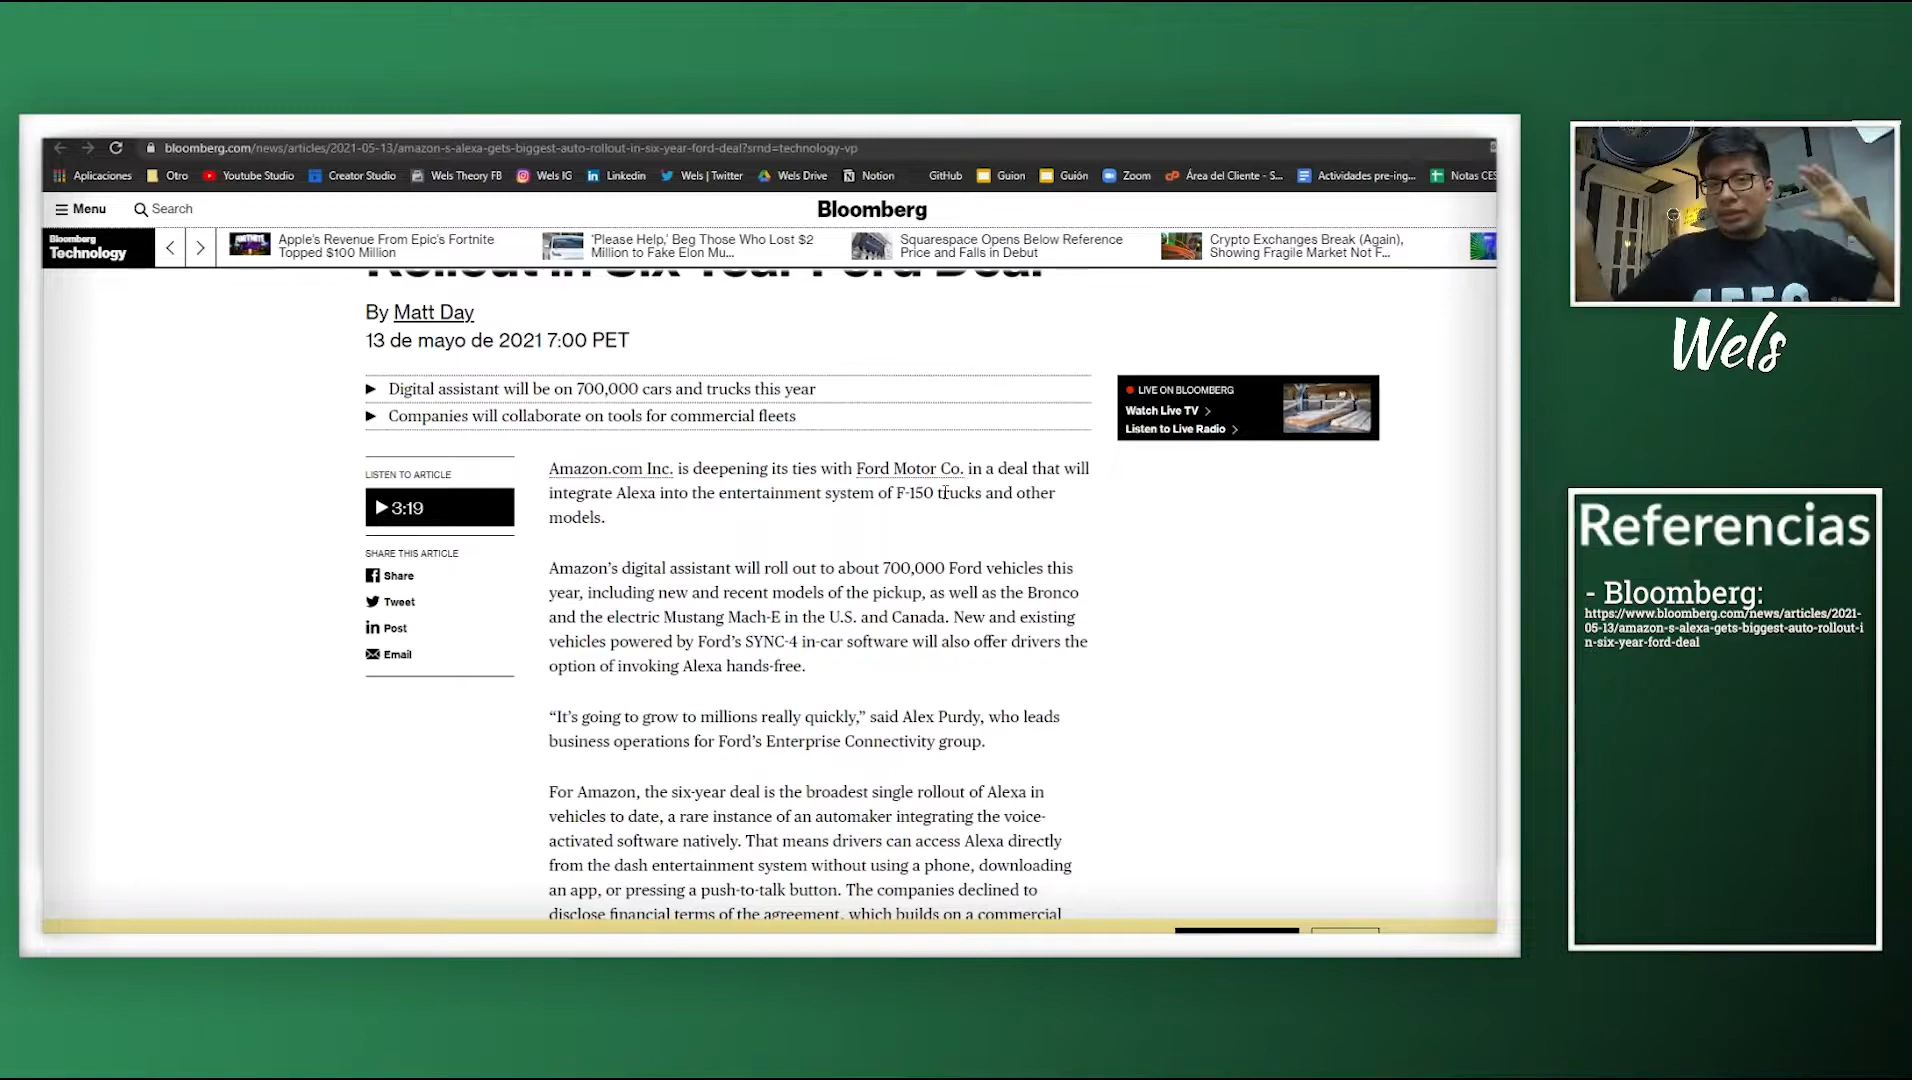 bloomberg.com/news/articles/2021-05-13/amazon-s-alexa-gets-biggest-auto-rollout-in-six-year-ford-deal?srnd=technology-vp
Aplicaciones Otro Youtube Studio Creator Studio Wels Theory FB Wels IG Linkedin Wels | Twitter Wels Drive Notion GitHub Guion Guión Zoom Área del Cliente - S... Actividades pre-ing... Notas CES
Menu Search Bloomberg
Bloomberg
Technology
Apple's Revenue From Epic's Fortnite
Topped $100 Million
'Please Help,' Beg Those Who Lost $2
Million to Fake Elon Mu...
Squarespace Opens Below Reference
Price and Falls in Debut
Crypto Exchanges Break (Again),
Showing Fragile Market Not F...
Rollout in Six-Year Ford Deal
By Matt Day
13 de mayo de 2021 7:00 PET
Digital assistant will be on 700,000 cars and trucks this year
Companies will collaborate on tools for commercial fleets
LIVE ON BLOOMBERG
Watch Live TV
Listen to Live Radio
LISTEN TO ARTICLE
3:19
SHARE THIS ARTICLE
Share
Tweet
Post
Email
Amazon.com Inc. is deepening its ties with Ford Motor Co. in a deal that will
integrate Alexa into the entertainment system of F-150 trucks and other
models.
Amazon's digital assistant will roll out to about 700,000 Ford vehicles this
year, including new and recent models of the pickup, as well as the Bronco
and the electric Mustang Mach-E in the U.S. and Canada. New and existing
vehicles powered by Ford's SYNC-4 in-car software will also offer drivers the
option of invoking Alexa hands-free.
“It's going to grow to millions really quickly,” said Alex Purdy, who leads
business operations for Ford's Enterprise Connectivity group.
For Amazon, the six-year deal is the broadest single rollout of Alexa in
vehicles to date, a rare instance of an automaker integrating the voice-
activated software natively. That means drivers can access Alexa directly
from the dash entertainment system without using a phone, downloading
an app, or pressing a push-to-talk button. The companies declined to
disclose financial terms of the agreement, which builds on a commercial
Wels
Referencias
- Bloomberg:
https://www.bloomberg.com/news/articles/2021-
05-13/amazon-s-alexa-gets-biggest-auto-rollout-i
n-six-year-ford-deal